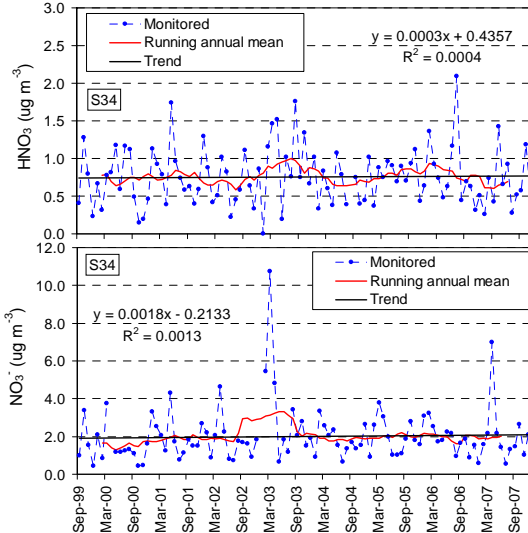 3.0
2.5
2.0
1.5
1.0
0.5
0.0
HNO₃ (ug m⁻³)
Monitored
Running annual mean
Trend
S34
y = 0.0003x + 0.4357
R² = 0.0004
12.0
10.0
8.0
6.0
4.0
2.0
0.0
NO₃⁻ (ug m⁻³)
S34
Monitored
Running annual mean
Trend
y = 0.0018x - 0.2133
R² = 0.0013
Sep-99
Mar-00
Sep-00
Mar-01
Sep-01
Mar-02
Sep-02
Mar-03
Sep-03
Mar-04
Sep-04
Mar-05
Sep-05
Mar-06
Sep-06
Mar-07
Sep-07